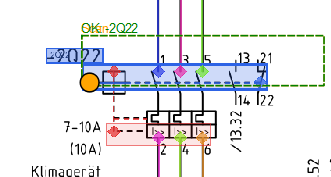 OK: -2Q22
-2Q22
1 3 5 13 21
14 22
7-10A
(10A)
2 4 6
/13.32
Klimagerät
.52